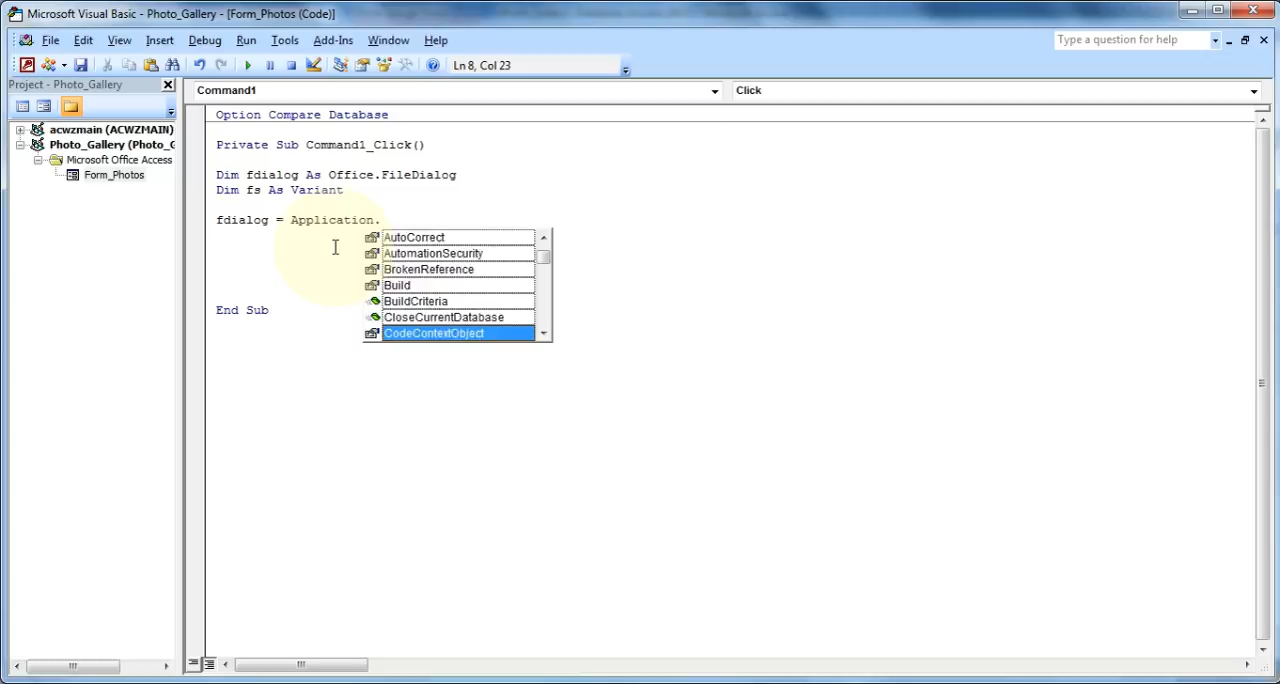 Microsoft Visual Basic - Photo_Gallery - [Form_Photos (Code)]
File Edit View Insert Debug Run Tools Add-Ins Window Help
Type a question for help
Ln 8, Col 23
Project - Photo_Gallery
Command1
Click
acwzmain (ACWZMAIN)
Photo_Gallery (Photo_G
Microsoft Office Access
Form_Photos
Option Compare Database
Private Sub Command1_Click()
Dim fdialog As Office.FileDialog
Dim fs As Variant
fdialog = Application.
AutoCorrect
AutomationSecurity
BrokenReference
Build
BuildCriteria
CloseCurrentDatabase
CodeContextObject
End Sub